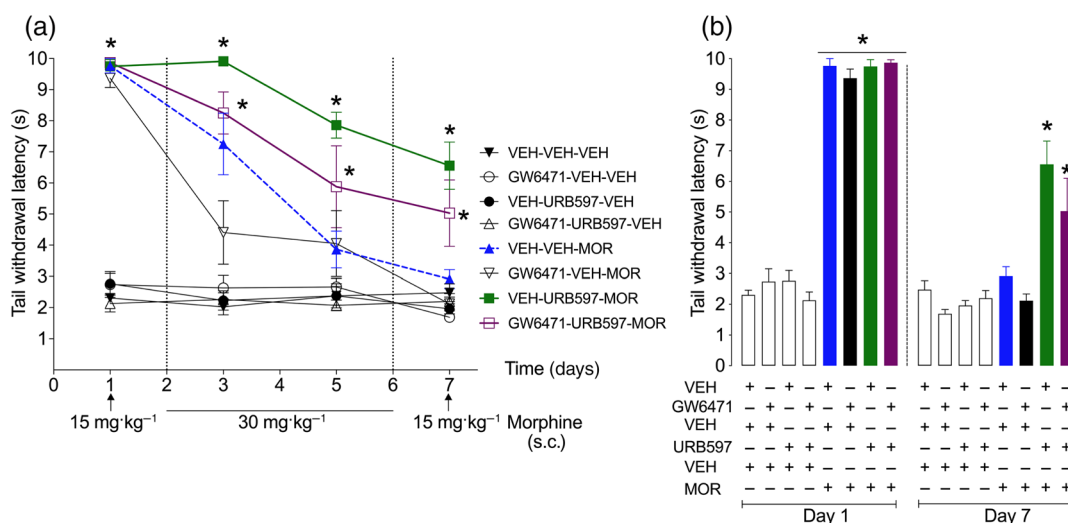 (a)
Tail withdrawal latency (s)
10
9
8
7
6
5
4
3
2
1
* * * * * * *
0 1 2 3 4 5 6 7
Time (days)
15 mg·kg⁻¹ 30 mg·kg⁻¹ 15 mg·kg⁻¹ Morphine
(s.c.)
VEH-VEH-VEH
GW6471-VEH-VEH
VEH-URB597-VEH
GW6471-URB597-VEH
VEH-VEH-MOR
GW6471-VEH-MOR
VEH-URB597-MOR
GW6471-URB597-MOR
(b)
Tail withdrawal latency (s)
10
9
8
7
6
5
4
3
2
1
0
* * *
VEH + – + – + – + – + – + – + – + –
GW6471 – + – + – + – + – + – + – + – +
VEH + + – – + + – – + + – – + + – –
URB597 – – + + – – + + – – + + – – + +
VEH + + + + – – – – + + + + – – – –
MOR – – – – + + + + – – – – + + + +
Day 1 Day 7